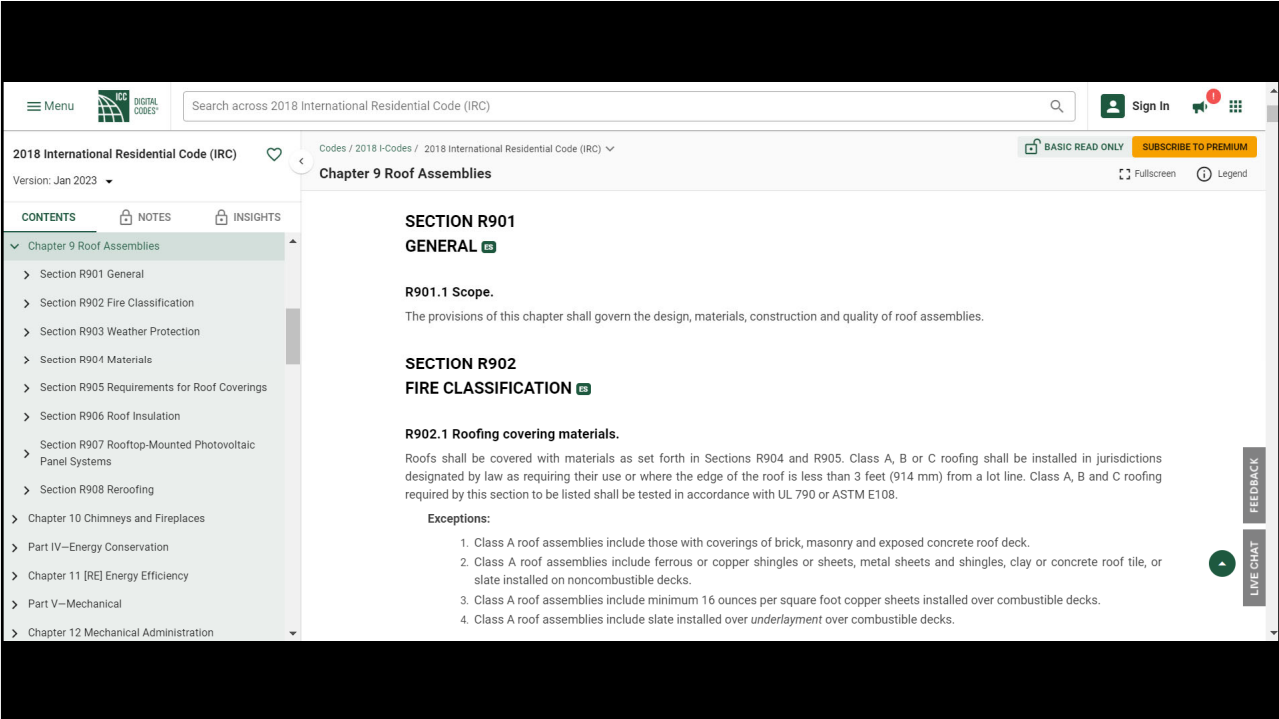 Menu
ICC DIGITAL CODES®
Search across 2018 International Residential Code (IRC)
Sign In
!
2018 International Residential Code (IRC)
Version: Jan 2023
CONTENTS
NOTES
INSIGHTS
Chapter 9 Roof Assemblies
Section R901 General
Section R902 Fire Classification
Section R903 Weather Protection
Section R904 Materials
Section R905 Requirements for Roof Coverings
Section R906 Roof Insulation
Section R907 Rooftop-Mounted Photovoltaic
Panel Systems
Section R908 Reroofing
Chapter 10 Chimneys and Fireplaces
Part IV—Energy Conservation
Chapter 11 [RE] Energy Efficiency
Part V—Mechanical
Chapter 12 Mechanical Administration
Codes / 2018 I-Codes / 2018 International Residential Code (IRC)
BASIC READ ONLY
SUBSCRIBE TO PREMIUM
Chapter 9 Roof Assemblies
Fullscreen
Legend
SECTION R901
GENERAL ES
R901.1 Scope.
The provisions of this chapter shall govern the design, materials, construction and quality of roof assemblies.
SECTION R902
FIRE CLASSIFICATION ES
R902.1 Roofing covering materials.
Roofs shall be covered with materials as set forth in Sections R904 and R905. Class A, B or C roofing shall be installed in jurisdictions
designated by law as requiring their use or where the edge of the roof is less than 3 feet (914 mm) from a lot line. Class A, B and C roofing
required by this section to be listed shall be tested in accordance with UL 790 or ASTM E108.
Exceptions:
1. Class A roof assemblies include those with coverings of brick, masonry and exposed concrete roof deck.
2. Class A roof assemblies include ferrous or copper shingles or sheets, metal sheets and shingles, clay or concrete roof tile, or
slate installed on noncombustible decks.
3. Class A roof assemblies include minimum 16 ounces per square foot copper sheets installed over combustible decks.
4. Class A roof assemblies include slate installed over underlayment over combustible decks.
FEEDBACK
LIVE CHAT